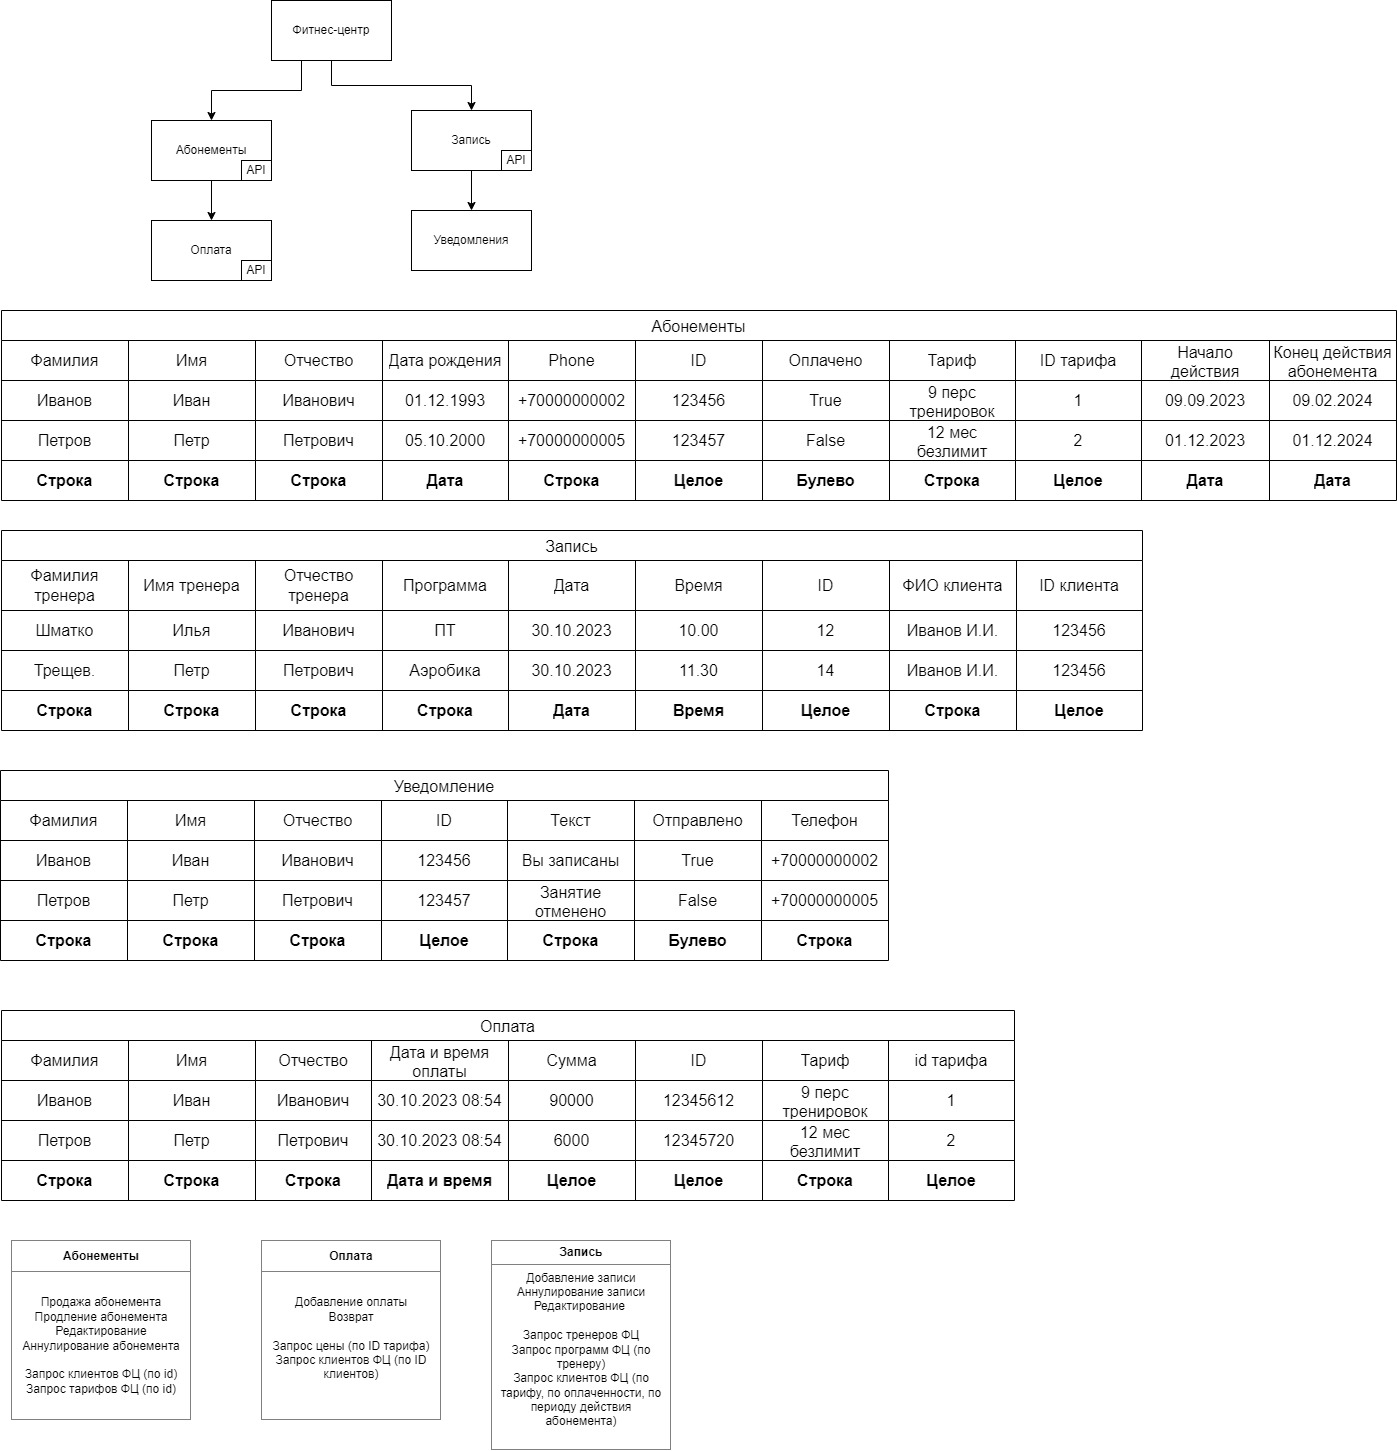 Фитнес-центр
Абонементы
API
Запись
API
Оплата
API
Уведомления
Абонементы
Фамилия Имя Отчество Дата рождения Phone ID Оплачено Тариф ID тарифа Начало действия Конец действия абонемента
Иванов Иван Иванович 01.12.1993 +70000000002 123456 True 9 перс тренировок 1 09.09.2023 09.02.2024
Петров Петр Петрович 05.10.2000 +70000000005 123457 False 12 мес безлимит 2 01.12.2023 01.12.2024
Строка Строка Строка Дата Строка Целое Булево Строка Целое Дата Дата
Запись
Фамилия тренера Имя тренера Отчество тренера Программа Дата Время ID ФИО клиента ID клиента
Шматко Илья Иванович ПТ 30.10.2023 10.00 12 Иванов И.И. 123456
Трещев. Петр Петрович Аэробика 30.10.2023 11.30 14 Иванов И.И. 123456
Строка Строка Строка Строка Дата Время Целое Строка Целое
Уведомление
Фамилия Имя Отчество ID Текст Отправлено Телефон
Иванов Иван Иванович 123456 Вы записаны True +70000000002
Петров Петр Петрович 123457 Занятие отменено False +70000000005
Строка Строка Строка Целое Строка Булево Строка
Оплата
Фамилия Имя Отчество Дата и время оплаты Сумма ID Тариф id тарифа
Иванов Иван Иванович 30.10.2023 08:54 90000 12345612 9 перс тренировок 1
Петров Петр Петрович 30.10.2023 08:54 6000 12345720 12 мес безлимит 2
Строка Строка Строка Дата и время Целое Целое Строка Целое
Абонементы
Продажа абонемента
Продление абонемента
Редактирование
Аннулирование абонемента
Запрос клиентов ФЦ (по id)
Запрос тарифов ФЦ (по id)
Оплата
Добавление оплаты
Возврат
Запрос цены (по ID тарифа)
Запрос клиентов ФЦ (по ID
клиентов)
Запись
Добавление записи
Аннулирование записи
Редактирование
Запрос тренеров ФЦ
Запрос программ ФЦ (по
тренеру)
Запрос клиентов ФЦ (по
тарифу, по оплаченности, по
периоду действия
абонемента)